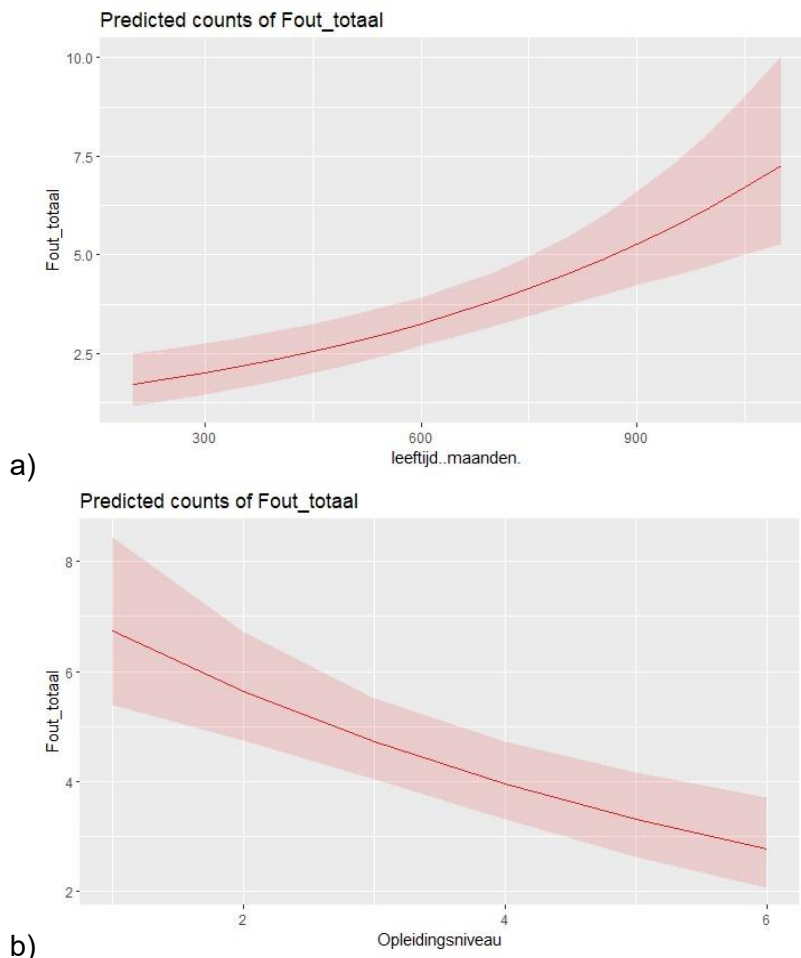 Predicted counts of Fout_totaal
10.0
7.5
5.0
2.5
Fout_totaal
300 600 900
leeftijd..maanden.
a)
Predicted counts of Fout_totaal
8
6
4
2
Fout_totaal
2 4 6
Opleidingsniveau
b)